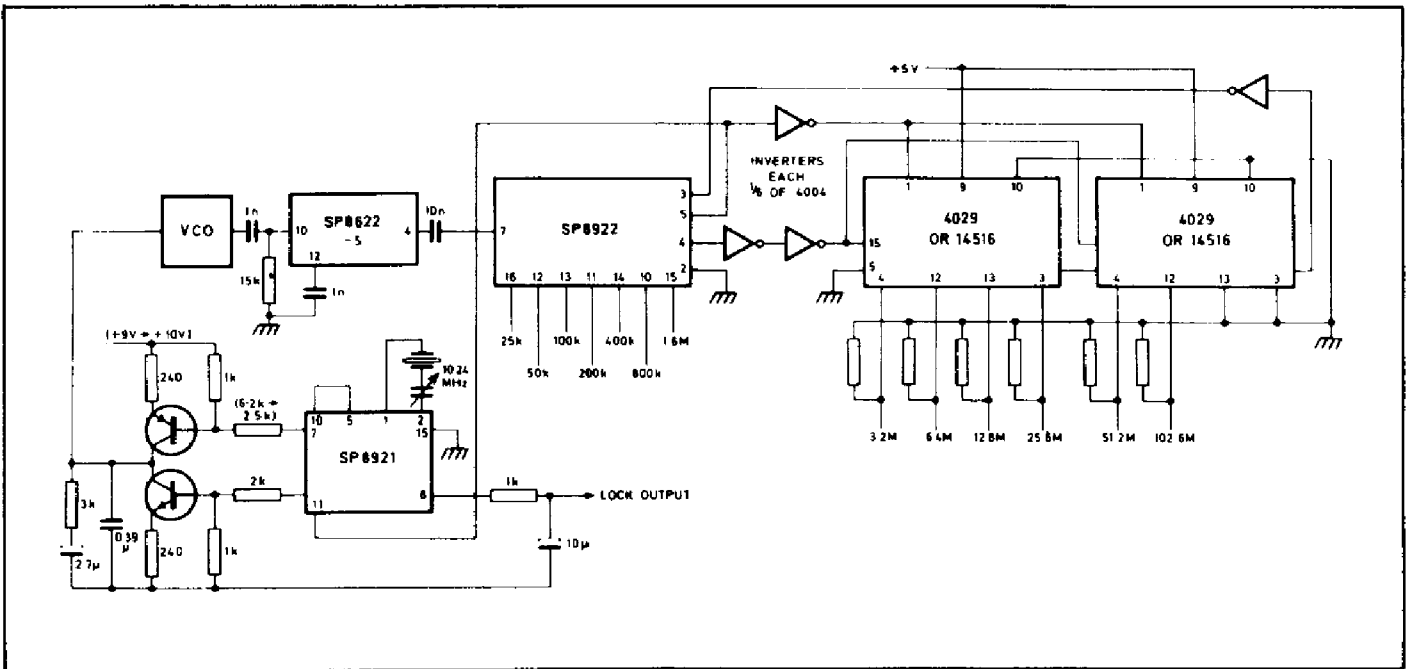 +5V
INVERTERS
EACH
1/6 OF 4004
1 9 10
1 9 10
4029
OR 14516
4029
OR 14516
15
5
4 12 13 3
4 12 13 3
VCO
1n
15k
10
SP8622
-S
4
12
1n
10n
7
SP8922
3
5
4
2
16 12 13 11 14 10 15
25k 100k 400k 1.6M
50k 200k 800k
3.2M 6.4M 12.8M 25.6M 51.2M 102.6M
(+9V → +10V)
240
1k
(6·2k →
2·5k)
10·24
MHz
10 5 1 2
7
15
SP8921
2k
11
6
1k
LOCK OUTPUT
3k
0.39
μ
240
1k
10μ
2.7μ